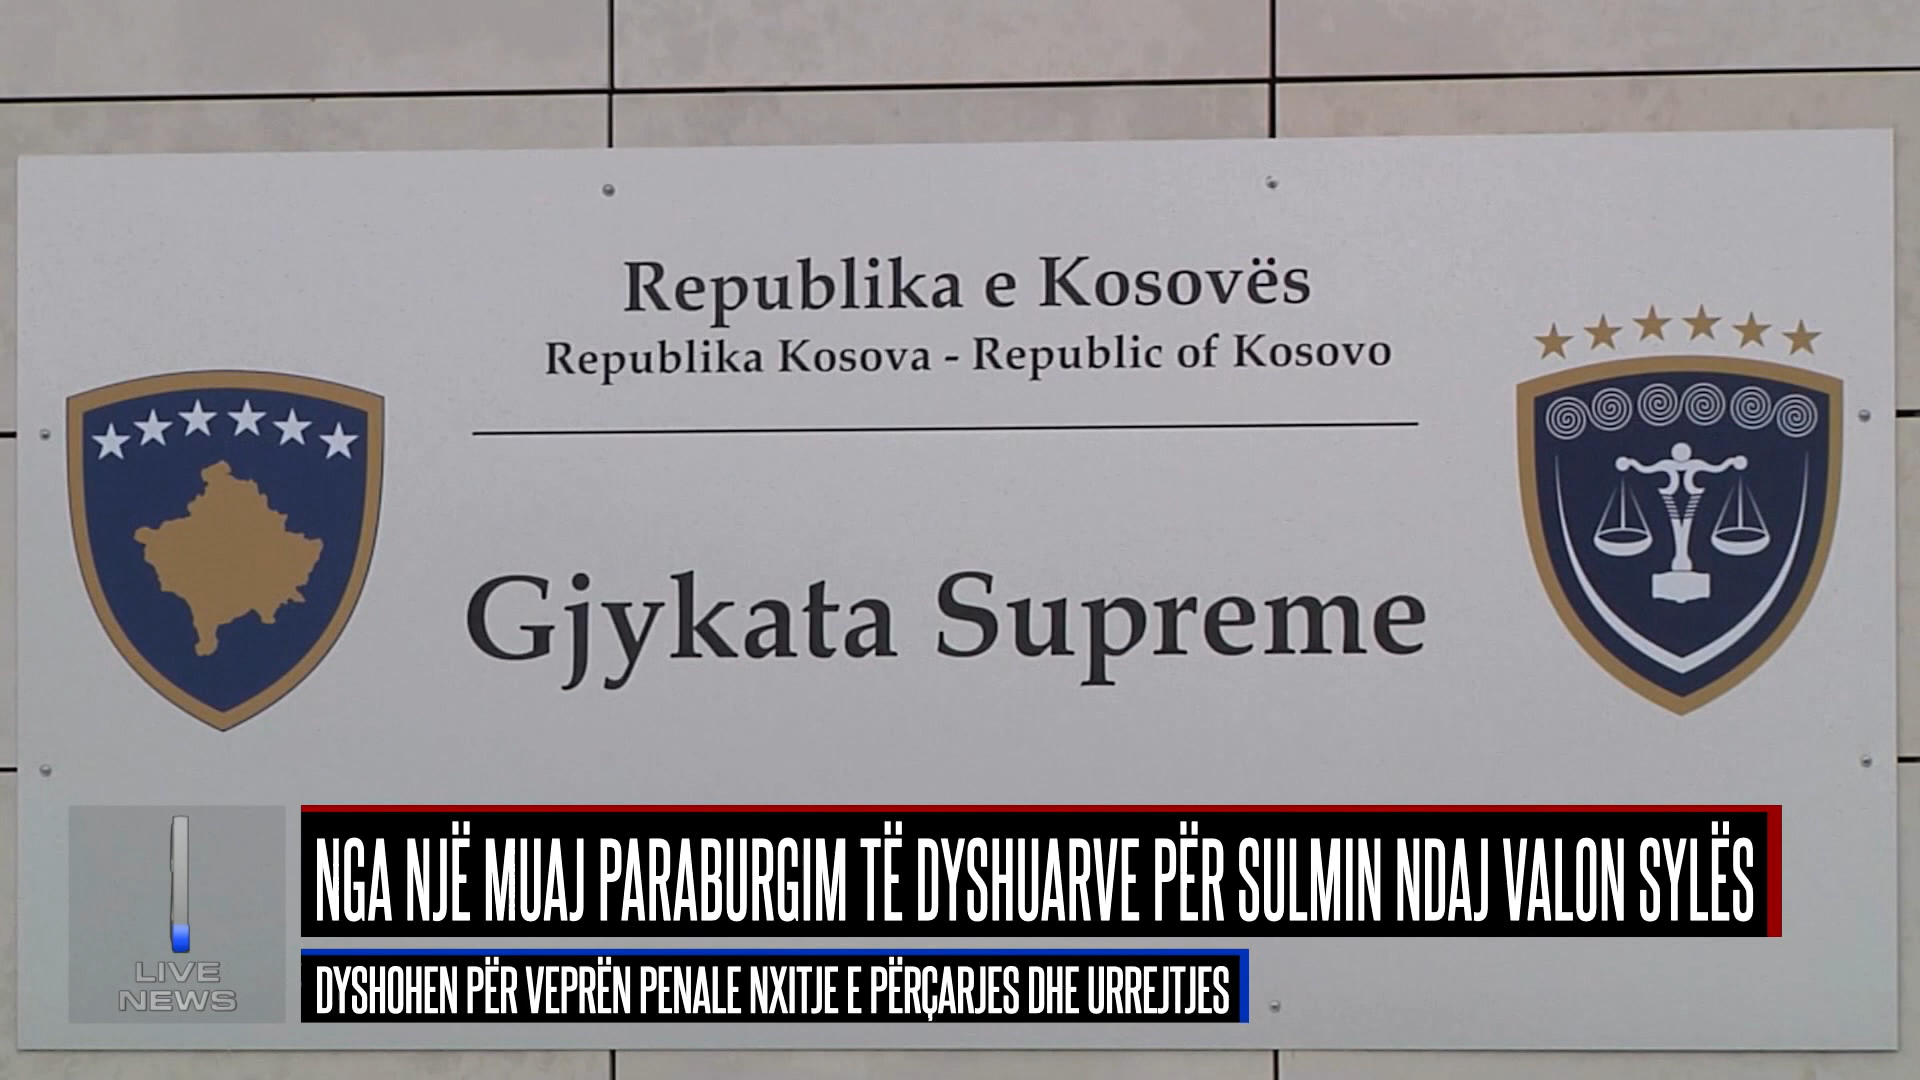 Republika e Kosovës
Republika Kosova - Republic of Kosovo
Gjykata Supreme
NGA NJË MUAJ PARABURGIM TË DYSHUARVE PËR SULMIN NDAJ VALON SYLËS
DYSHOHEN PËR VEPRËN PENALE NXITJE E PËRÇARJES DHE URREJTJES
LIVE
NEWS